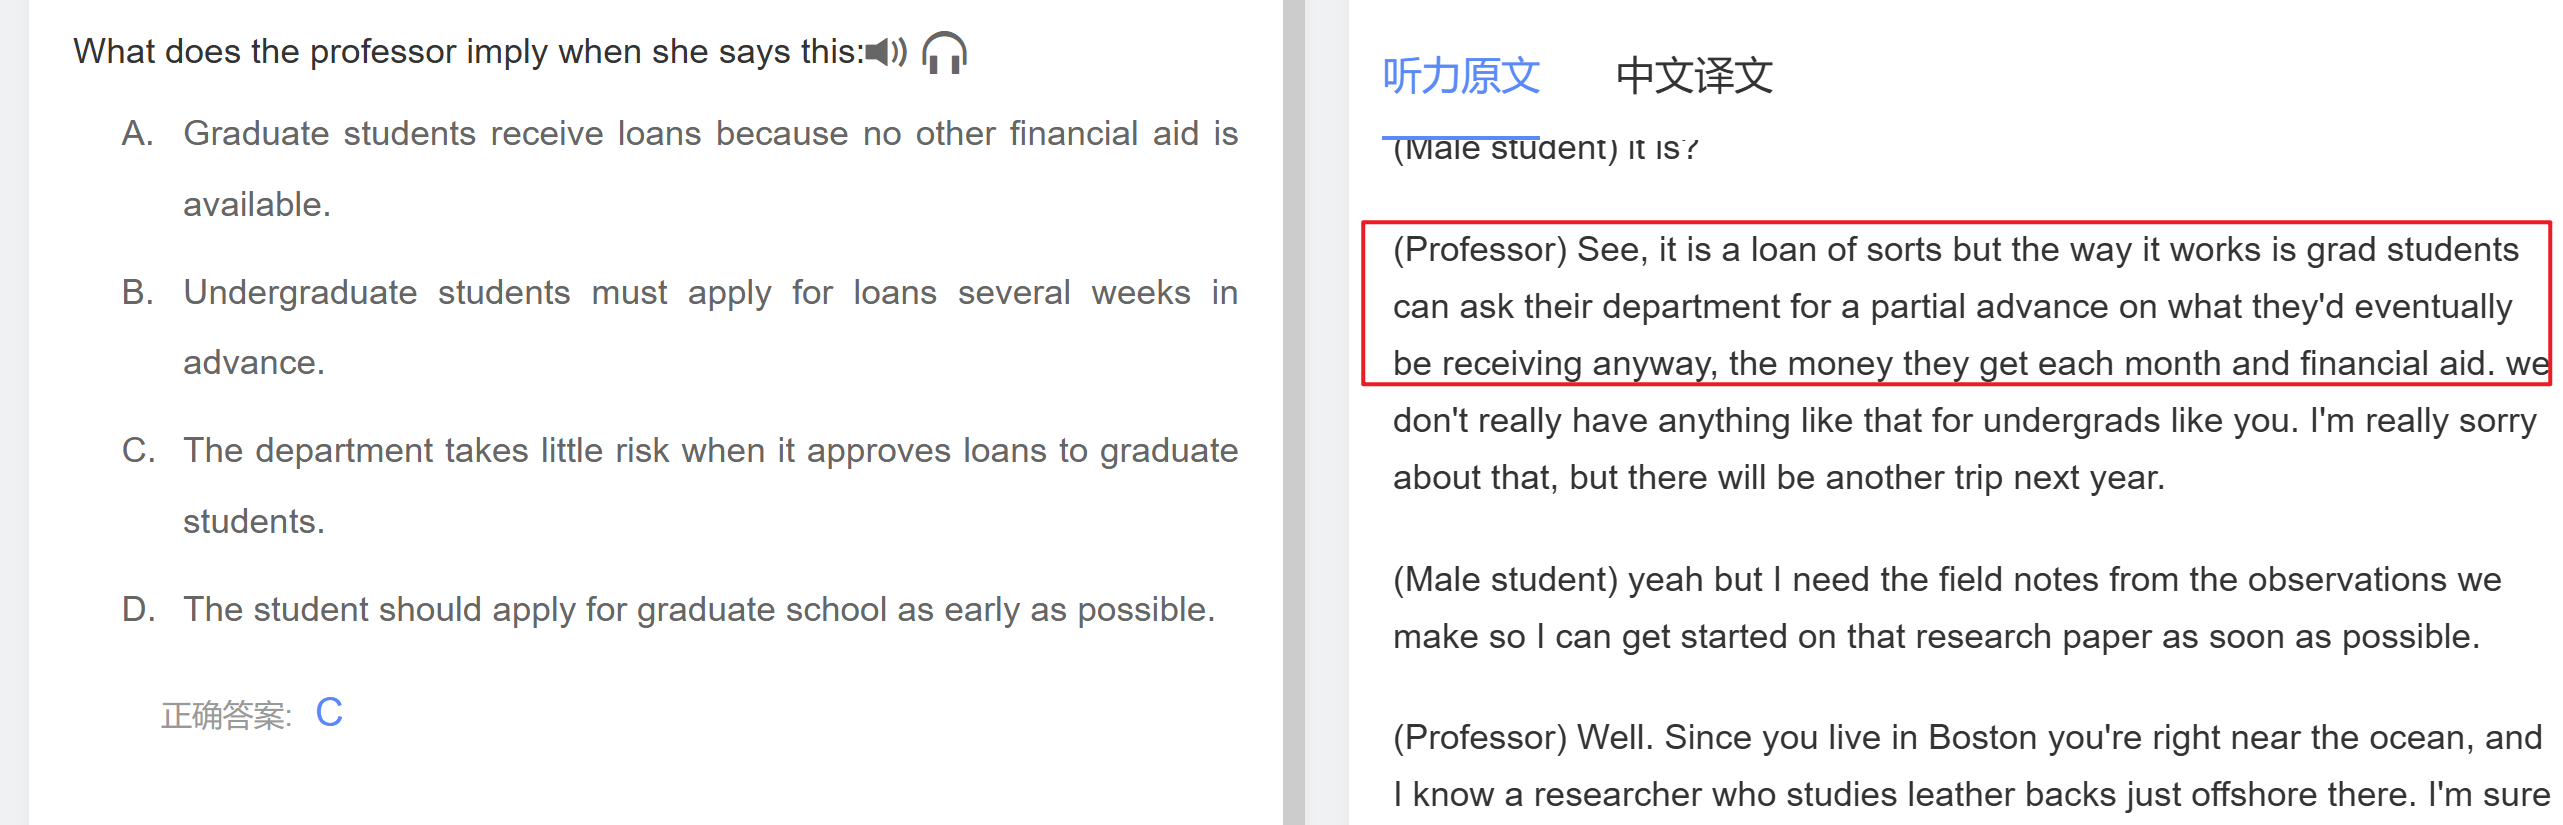 What does the professor imply when she says this:
A. Graduate students receive loans because no other financial aid is
available.
B. Undergraduate students must apply for loans several weeks in
advance.
C. The department takes little risk when it approves loans to graduate
students.
D. The student should apply for graduate school as early as possible.
正确答案: C
听力原文 中文译文
(Male student) it is?
(Professor) See, it is a loan of sorts but the way it works is grad students
can ask their department for a partial advance on what they'd eventually
be receiving anyway, the money they get each month and financial aid. we
don't really have anything like that for undergrads like you. I'm really sorry
about that, but there will be another trip next year.
(Male student) yeah but I need the field notes from the observations we
make so I can get started on that research paper as soon as possible.
(Professor) Well. Since you live in Boston you're right near the ocean, and
I know a researcher who studies leather backs just offshore there. I'm sure